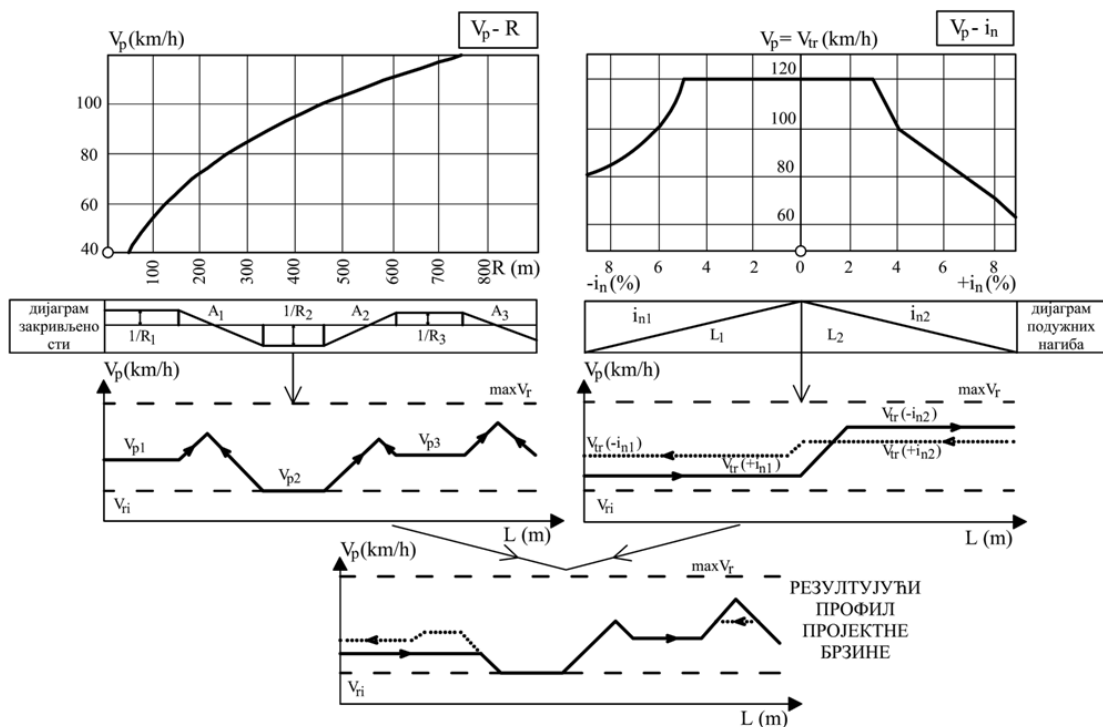 Vp (km/h)
Vp - R
100
80
60
40
100
200
300
400
500
600
700
800
R (m)
Vp = Vtr (km/h)
Vp - in
120
100
80
60
8
6
4
2
0
2
4
6
8
-in (%)
+in (%)
дијаграм
закривљено
сти
A1
1/R2
A2
A3
1/R1
1/R3
in1
in2
L1
L2
дијаграм
подужних
нагиба
Vp(km/h)
maxVr
Vp1
Vp2
Vp3
Vri
L (m)
Vp(km/h)
maxVr
Vtr(-in2)
Vtr(-in1)
Vtr(+in1)
Vtr(+in2)
Vri
L (m)
Vp(km/h)
maxVr
РЕЗУЛТУЈУЋИ
ПРОФИЛ
ПРОЈЕКТНЕ
БРЗИНЕ
Vri
L (m)